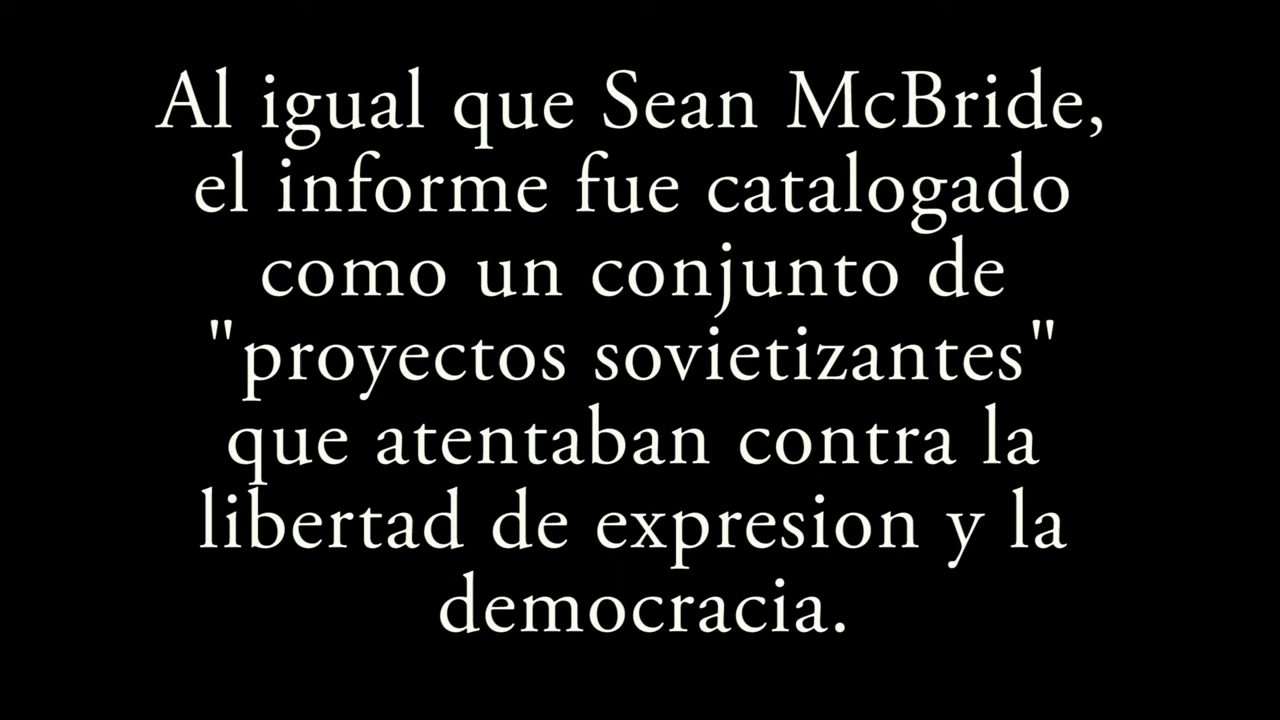 Al igual que Sean McBride,
el informe fue catalogado
como un conjunto de
"proyectos sovietizantes"
que atentaban contra la
libertad de expresion y la
democracia.